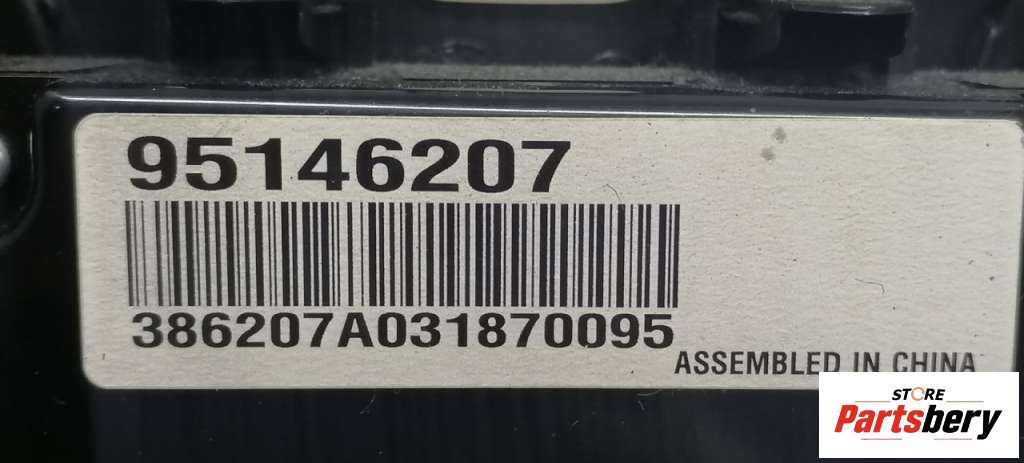 95146207
386207A031870095
ASSEMBLED IN CHINA
STORE
Partsbery